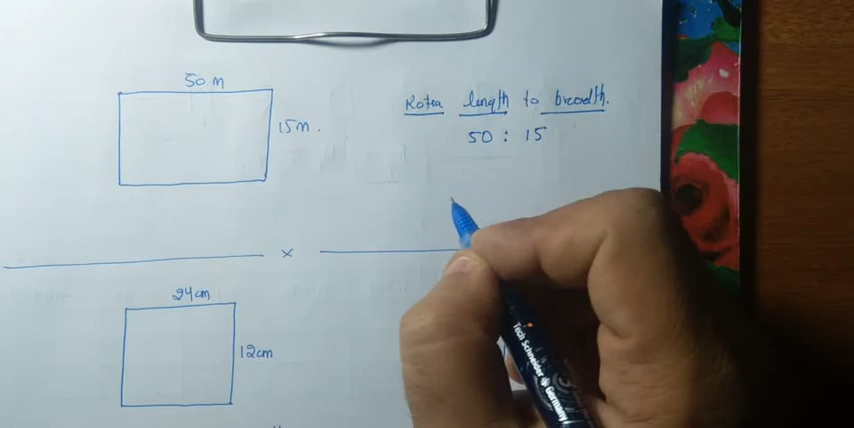 50 m
15m.
Ratio length to breadth.
50 : 15
x
24cm
12cm
Tech Schneider Germany